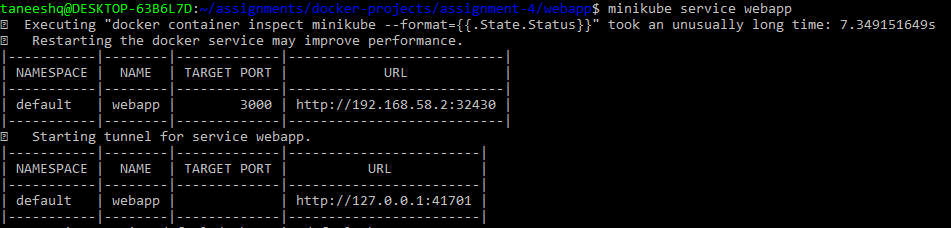 taneeshq@DESKTOP-63B6L7D:~/assignments/docker-projects/assignment-4/webapp$ minikube service webapp
Executing "docker container inspect minikube --format={{.State.Status}}" took an unusually long time: 7.349151649s
Restarting the docker service may improve performance.
|-----------|--------|-------------|---------------------------|
| NAMESPACE | NAME | TARGET PORT | URL |
|-----------|--------|-------------|---------------------------|
| default | webapp | 3000 | http://192.168.58.2:32430 |
|-----------|--------|-------------|---------------------------|
Starting tunnel for service webapp.
|-----------|--------|-------------|------------------------|
| NAMESPACE | NAME | TARGET PORT | URL |
|-----------|--------|-------------|------------------------|
| default | webapp | | http://127.0.0.1:41701 |
|-----------|--------|-------------|------------------------|